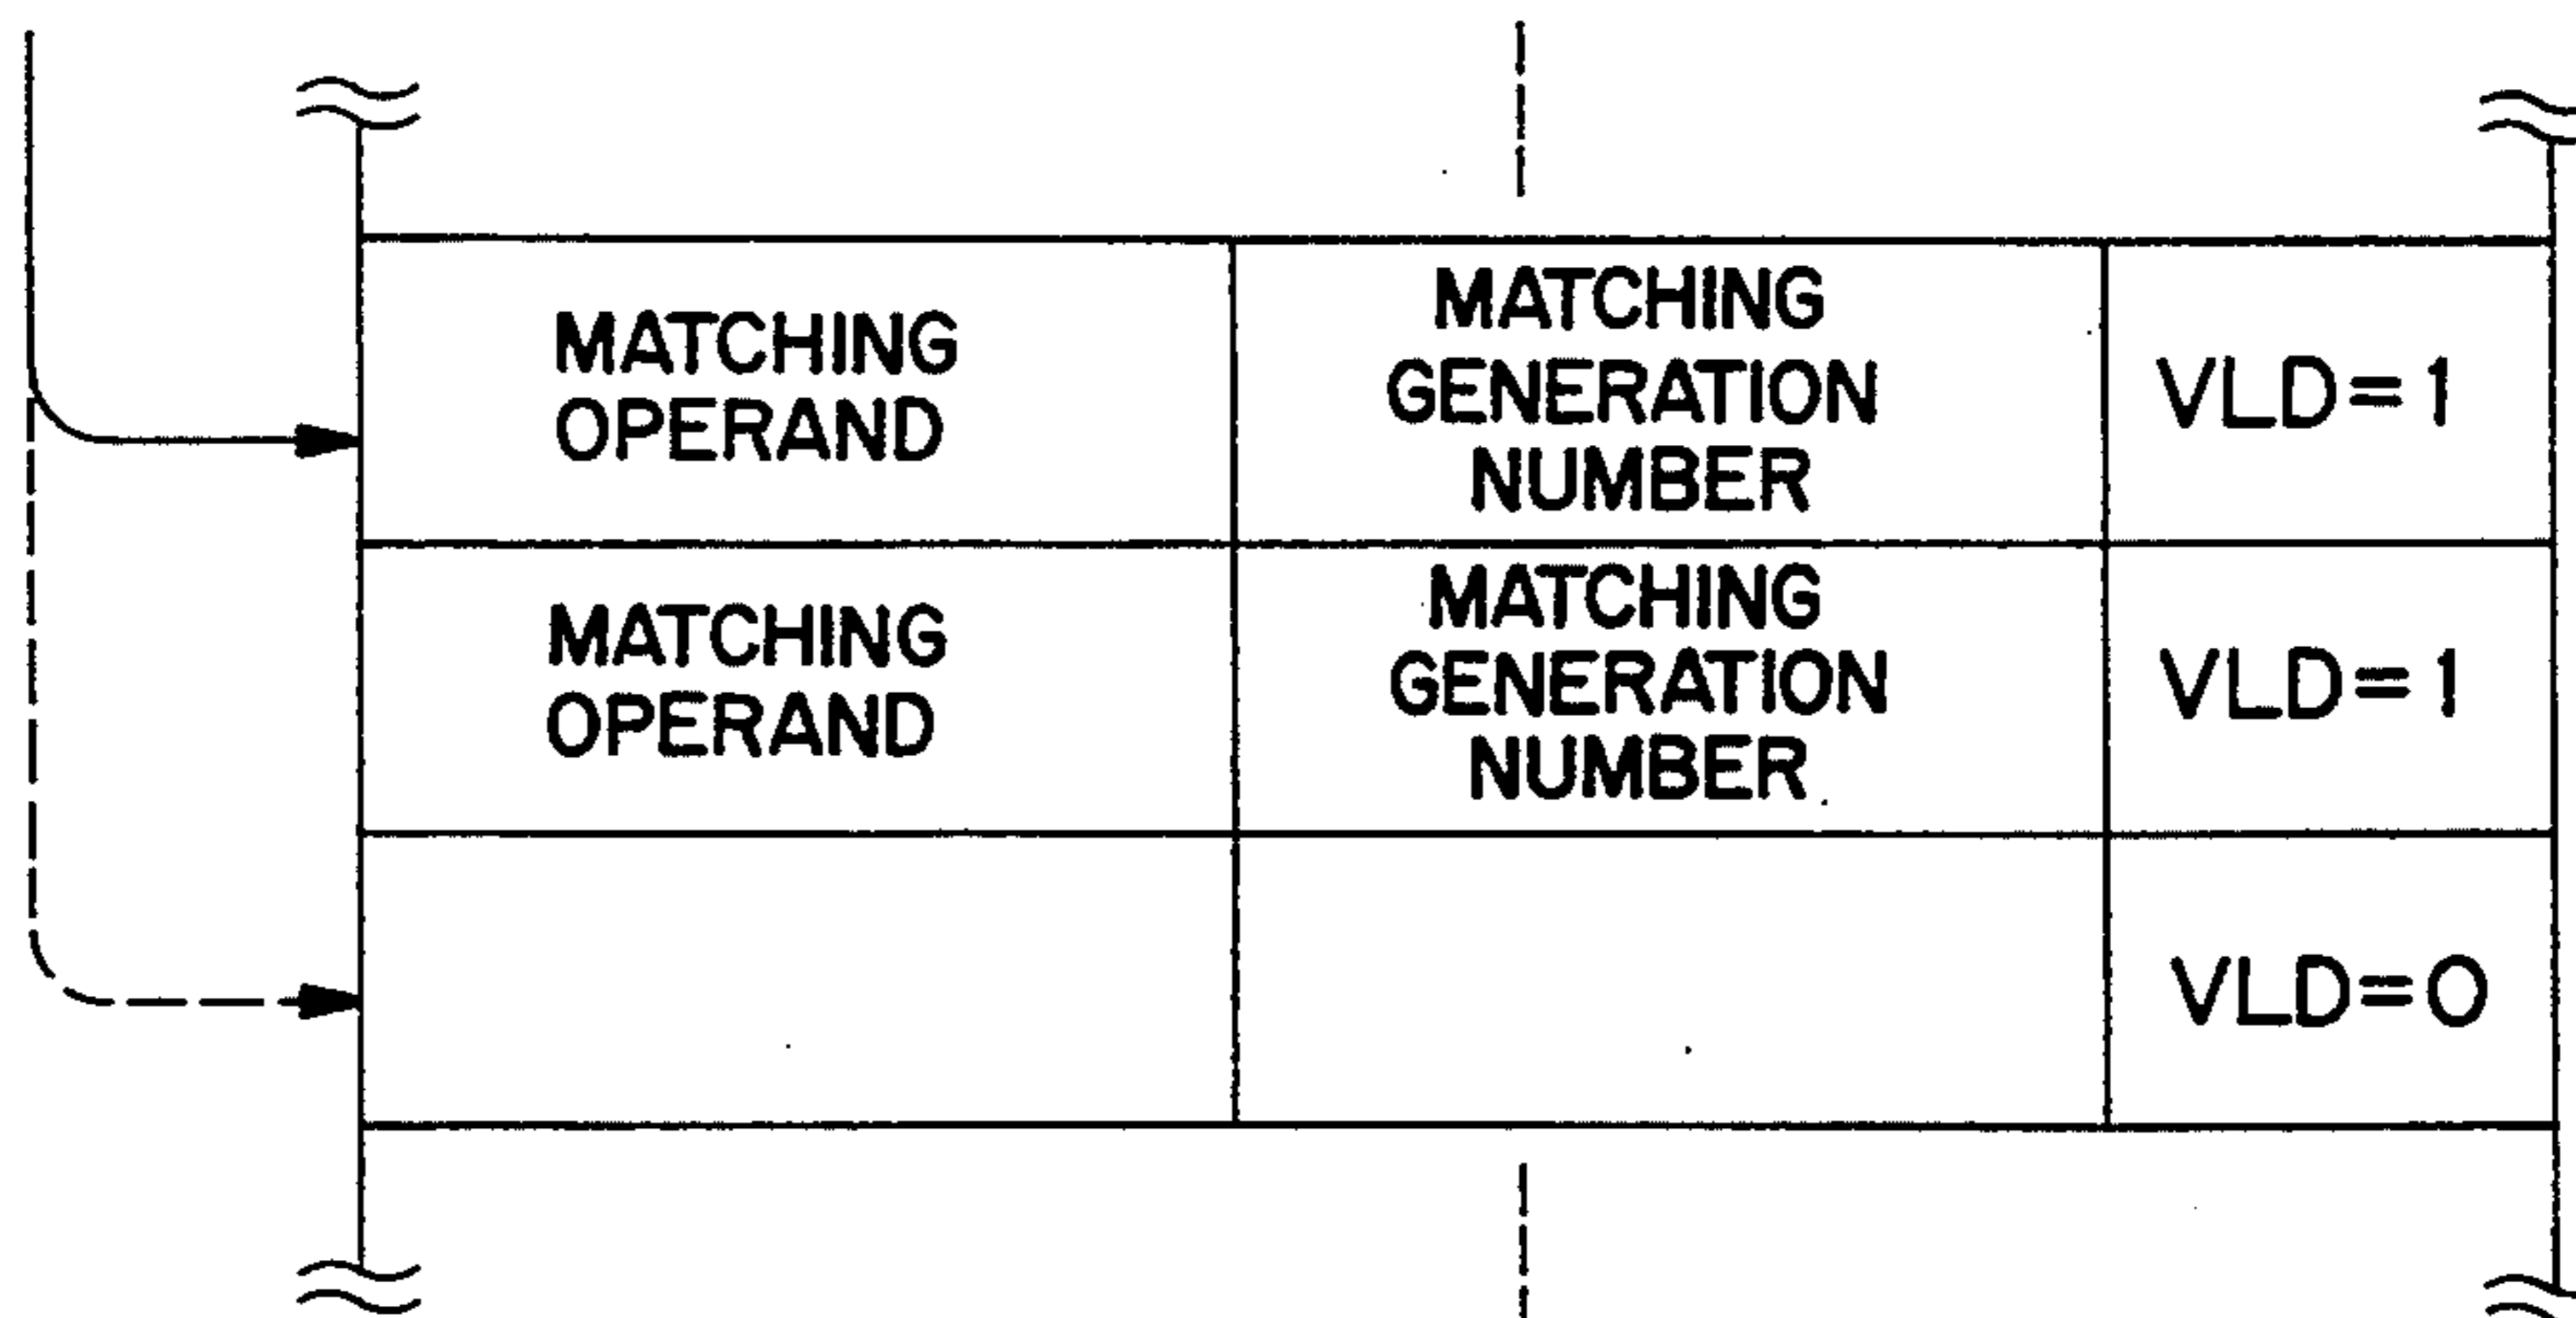 MATCHING
OPERAND
MATCHING
GENERATION
NUMBER
VLD=1
MATCHING
OPERAND
MATCHING
GENERATION
NUMBER
VLD=1
VLD=0